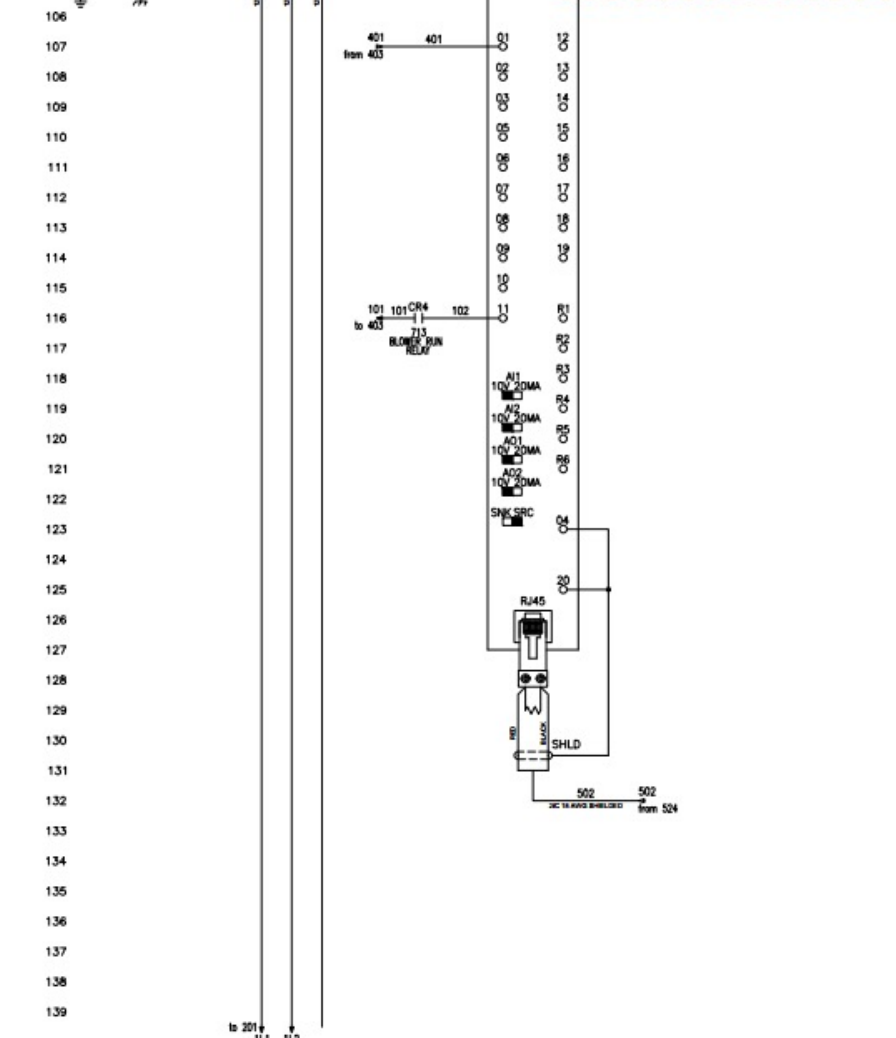 106
107 401 401 01 12
from 403
108 02 13
109 03 14
110 05 15
111 06 16
112 07 17
113 08 18
114 09 19
115 10
116 101 101 CR4 102 11 R1
to 403
713
BLOWER RUN
RELAY
117 R2
118 R3
AI1
10V 20MA
119 R4
AI2
10V 20MA
120 R5
AO1
10V 20MA
121 R6
AO2
10V 20MA
122
SNK SRC
123 04
124
125 20
RJ45
126
127
128
129
130 RED BLACK SHLD
131
132 502 502
2/C 18 AWG SHIELDED
from 524
133
134
135
136
137
138
139
to 201